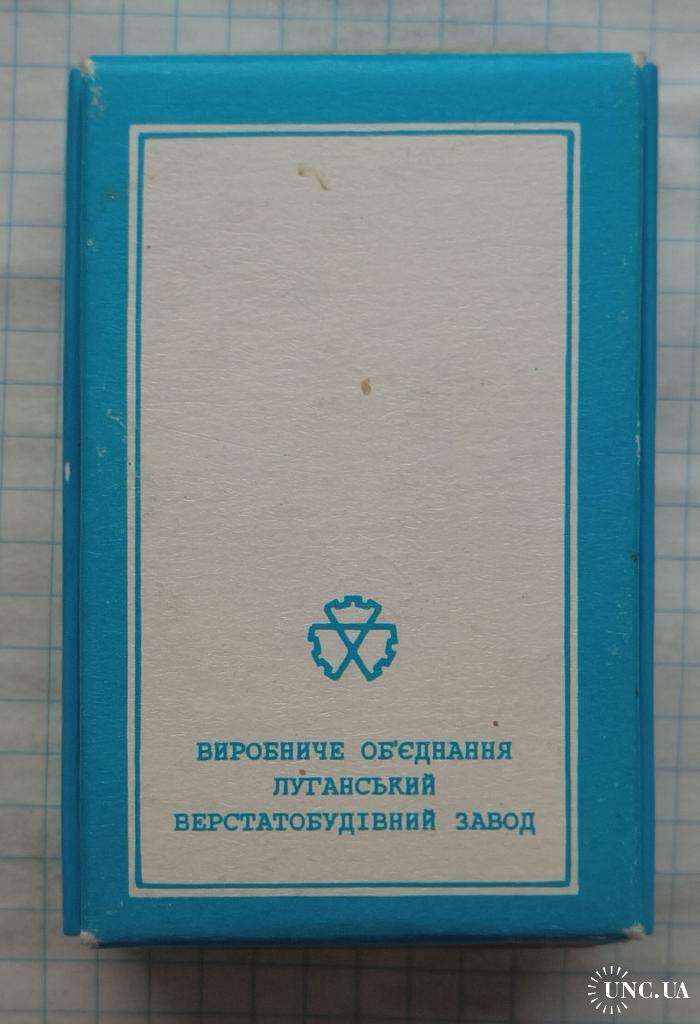 ВИРОБНИЧЕ ОБ'ЄДНАННЯ
ЛУГАНСЬКИЙ
ВЕРСТАТОБУДІВНИЙ ЗАВОД
UNC.UA